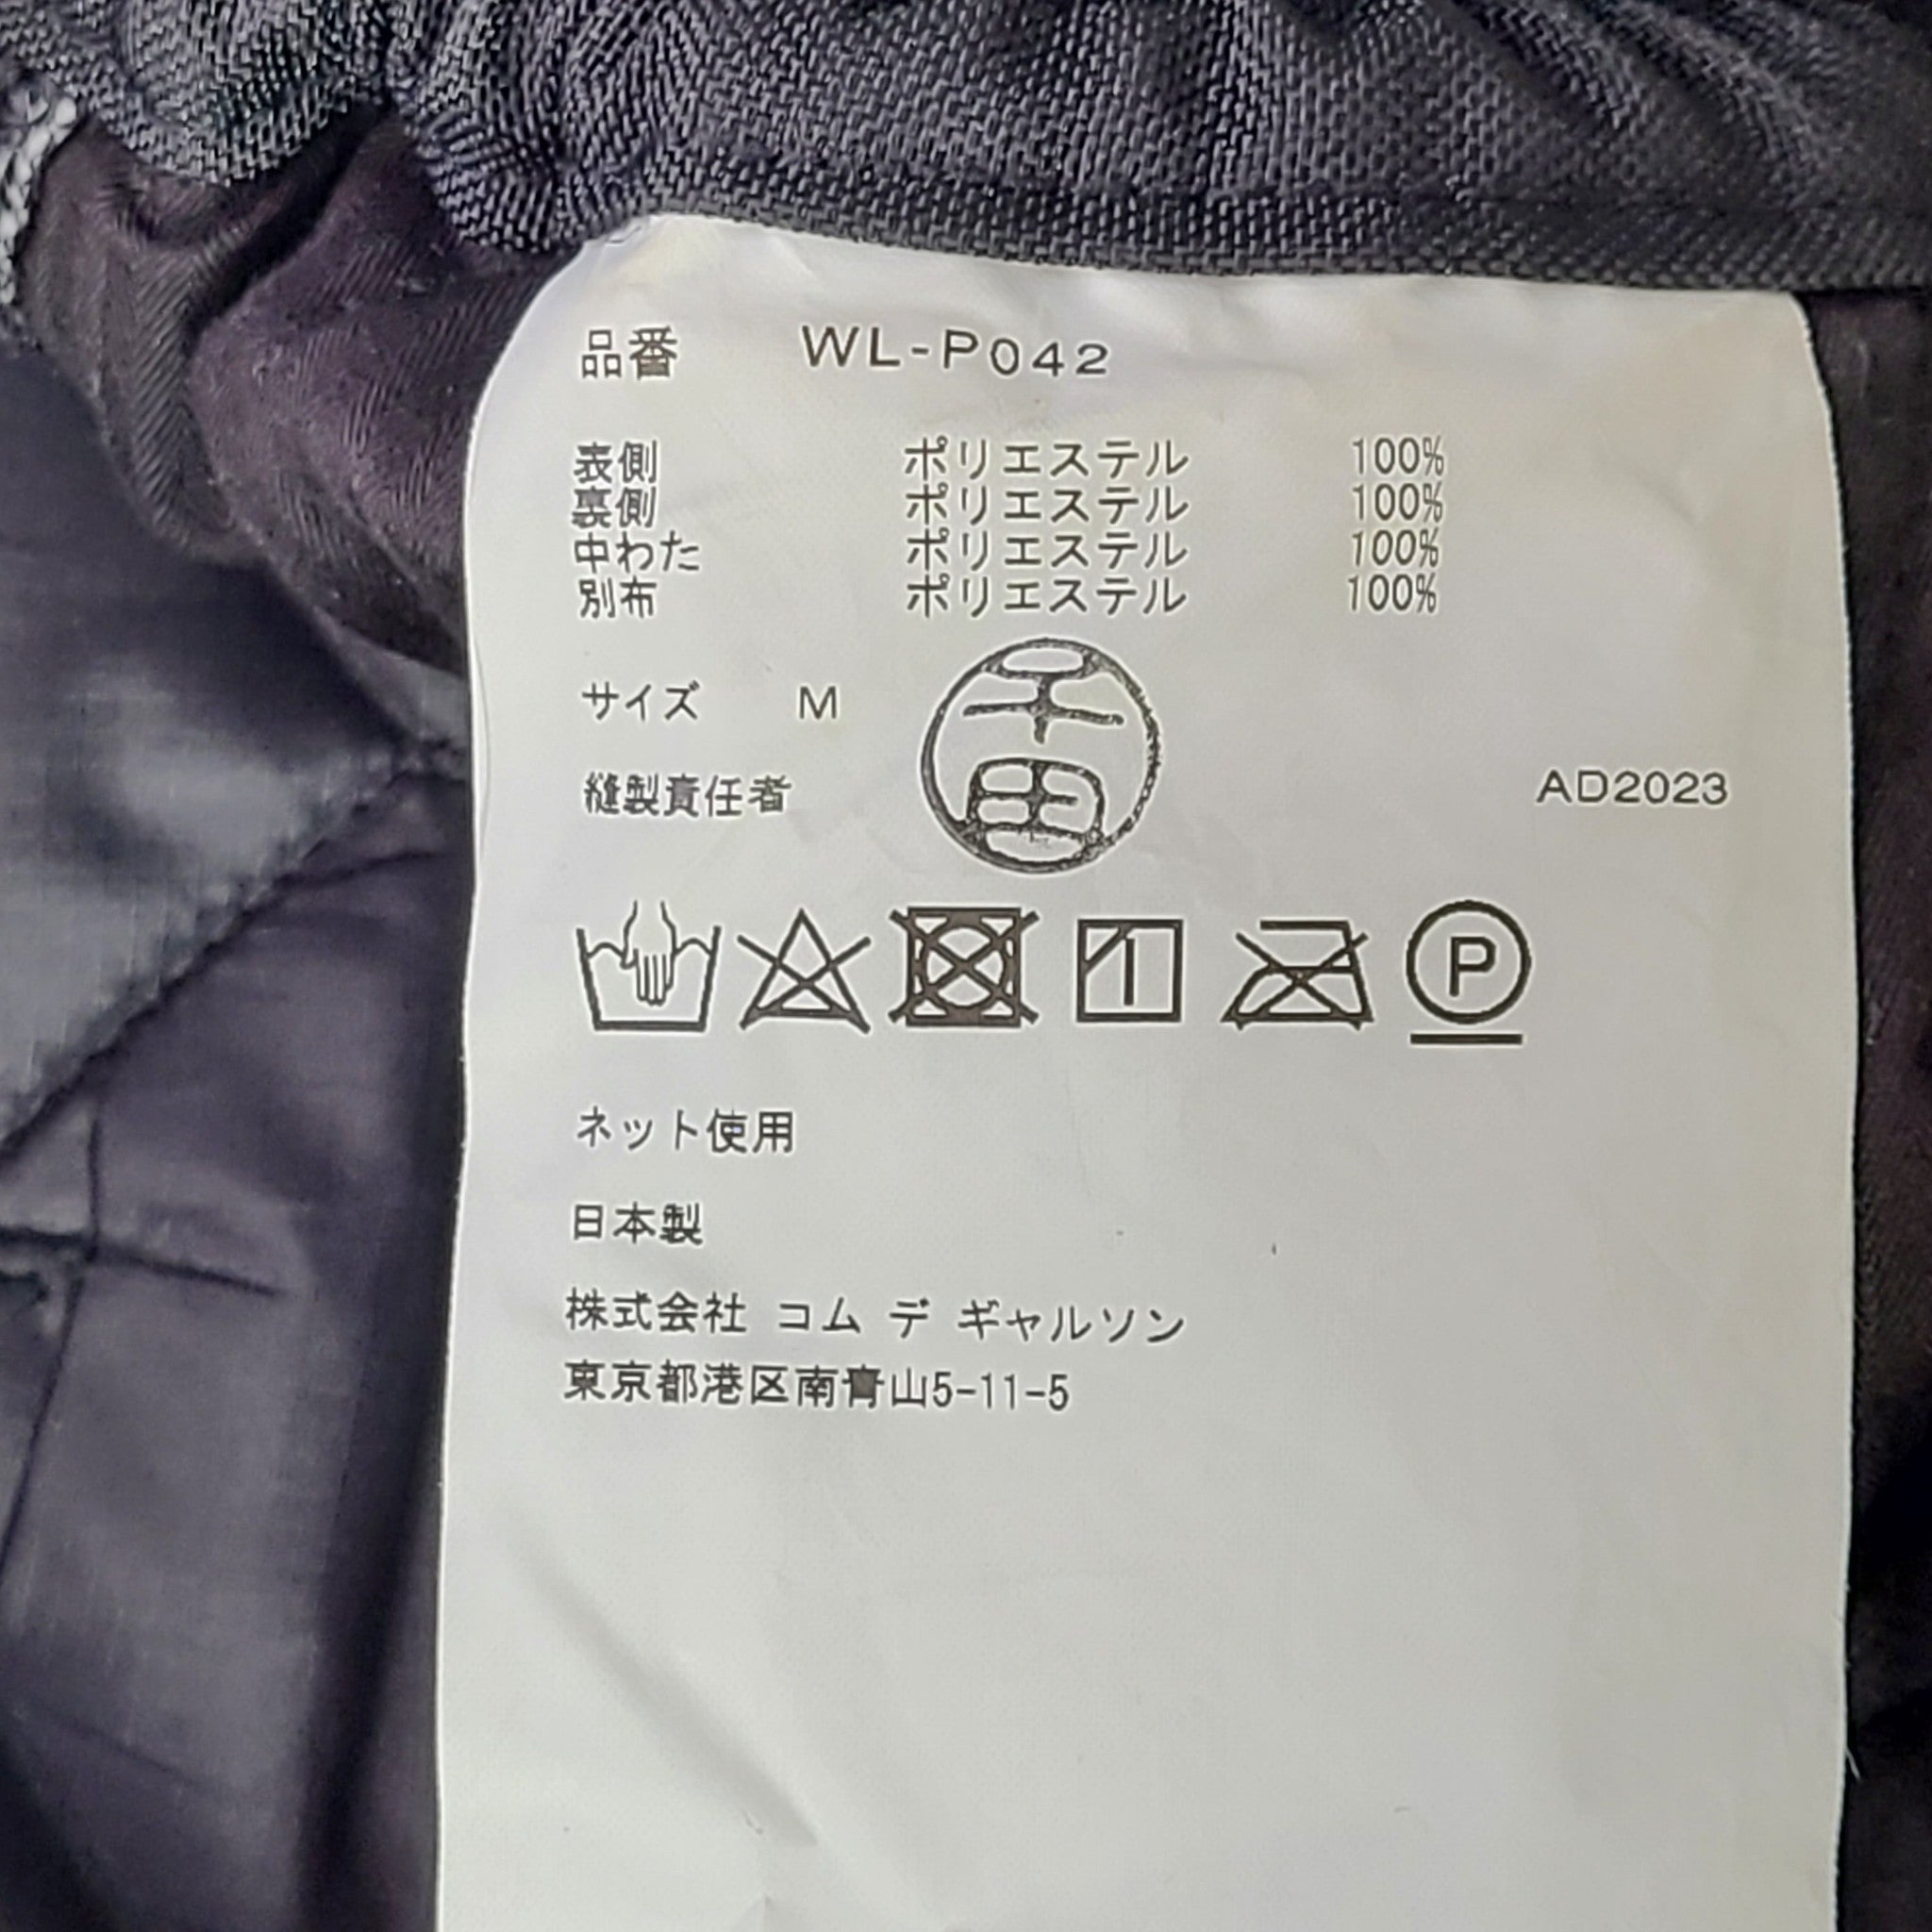 品番 WL-P042
表側 ポリエステル 100%
裏側 ポリエステル 100%
中わた ポリエステル 100%
別布 ポリエステル 100%
サイズ M
縫製責任者 AD2023
P
ネット使用
日本製
株式会社 コム デ ギャルソン
東京都港区南青山5-11-5